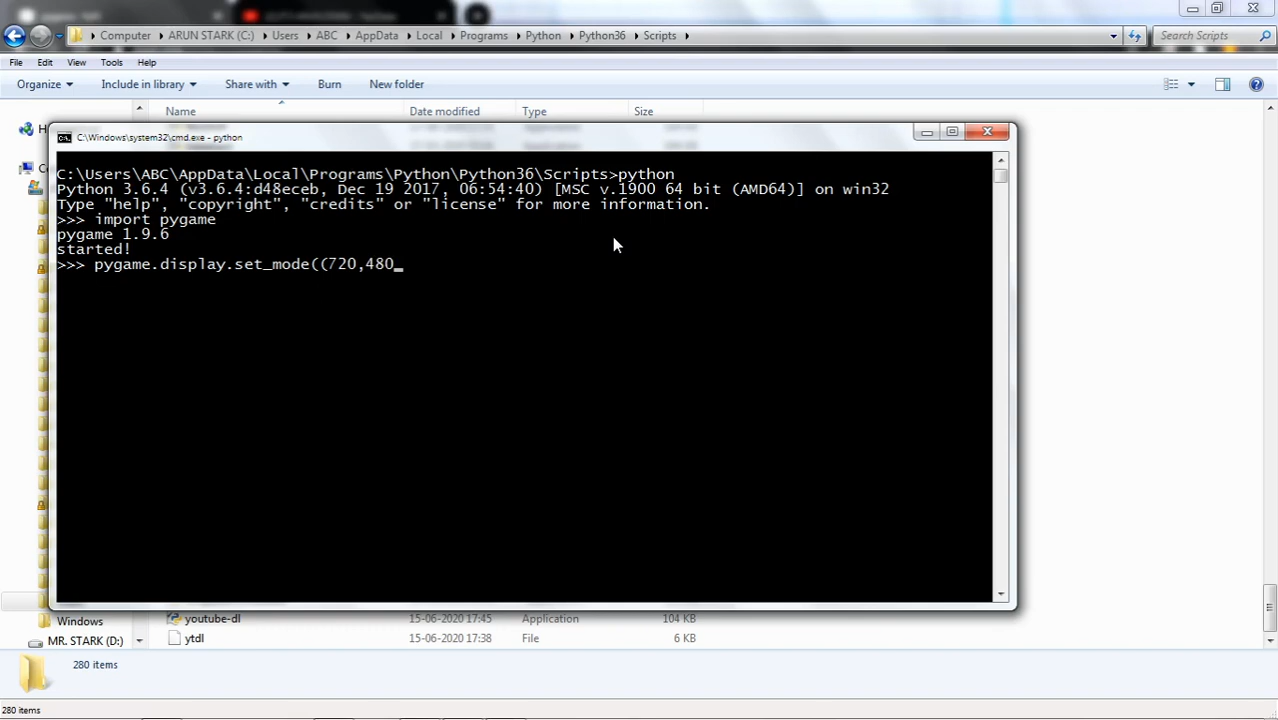 Computer ARUN STARK (C:) Users ABC AppData Local Programs Python Python36 Scripts Search Scripts
File Edit View Tools Help
Organize Include in library Share with Burn New folder
Name Date modified Type Size
C:\Windows\system32\cmd.exe - python
C:\Users\ABC\AppData\Local\Programs\Python\Python36\Scripts>python
Python 3.6.4 (v3.6.4:d48eceb, Dec 19 2017, 06:54:40) [MSC v.1900 64 bit (AMD64)] on win32
Type "help", "copyright", "credits" or "license" for more information.
>>> import pygame
pygame 1.9.6
started!
>>> pygame.display.set_mode((720,480_
youtube-dl 15-06-2020 17:45 Application 104 KB
Windows
ytdl 15-06-2020 17:38 File 6 KB
MR. STARK (D:)
280 items
280 items